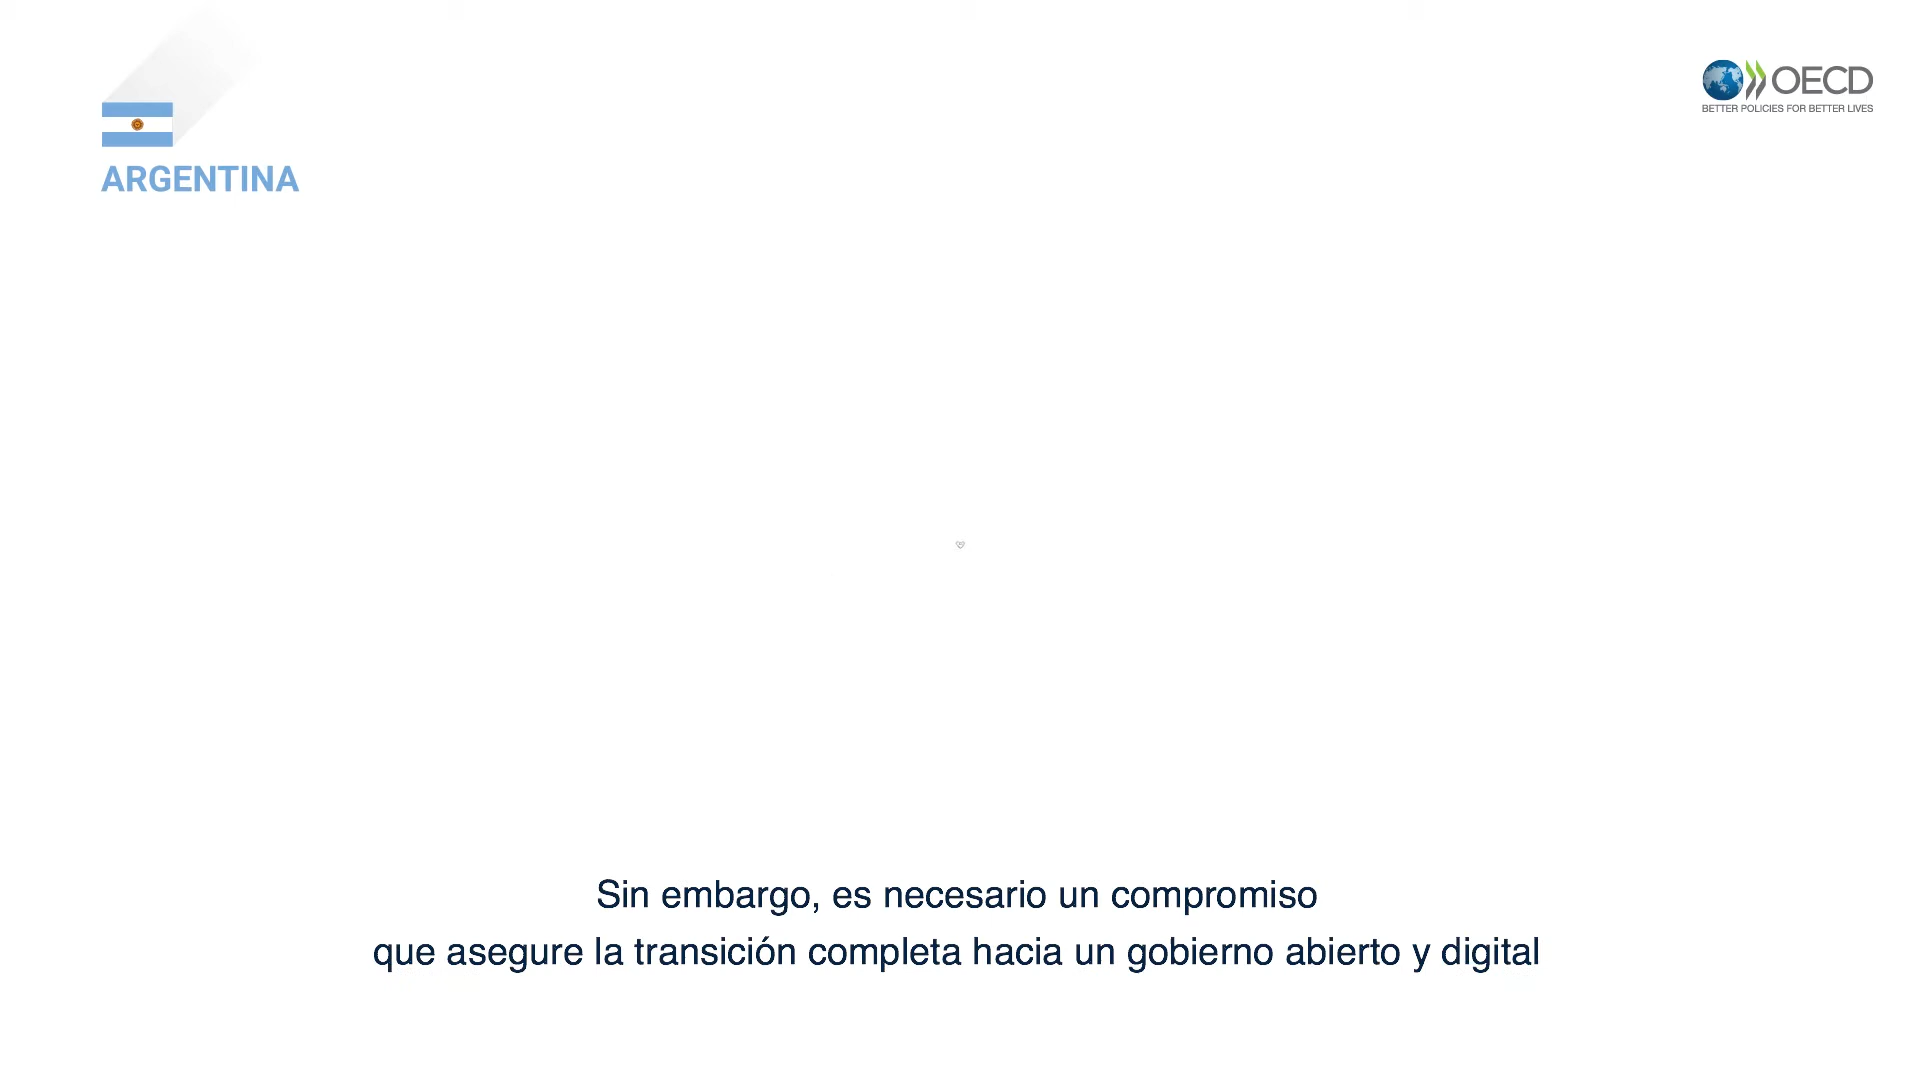 ARGENTINA
OECD
BETTER POLICIES FOR BETTER LIVES
Sin embargo, es necesario un compromiso
que asegure la transición completa hacia un gobierno abierto y digital